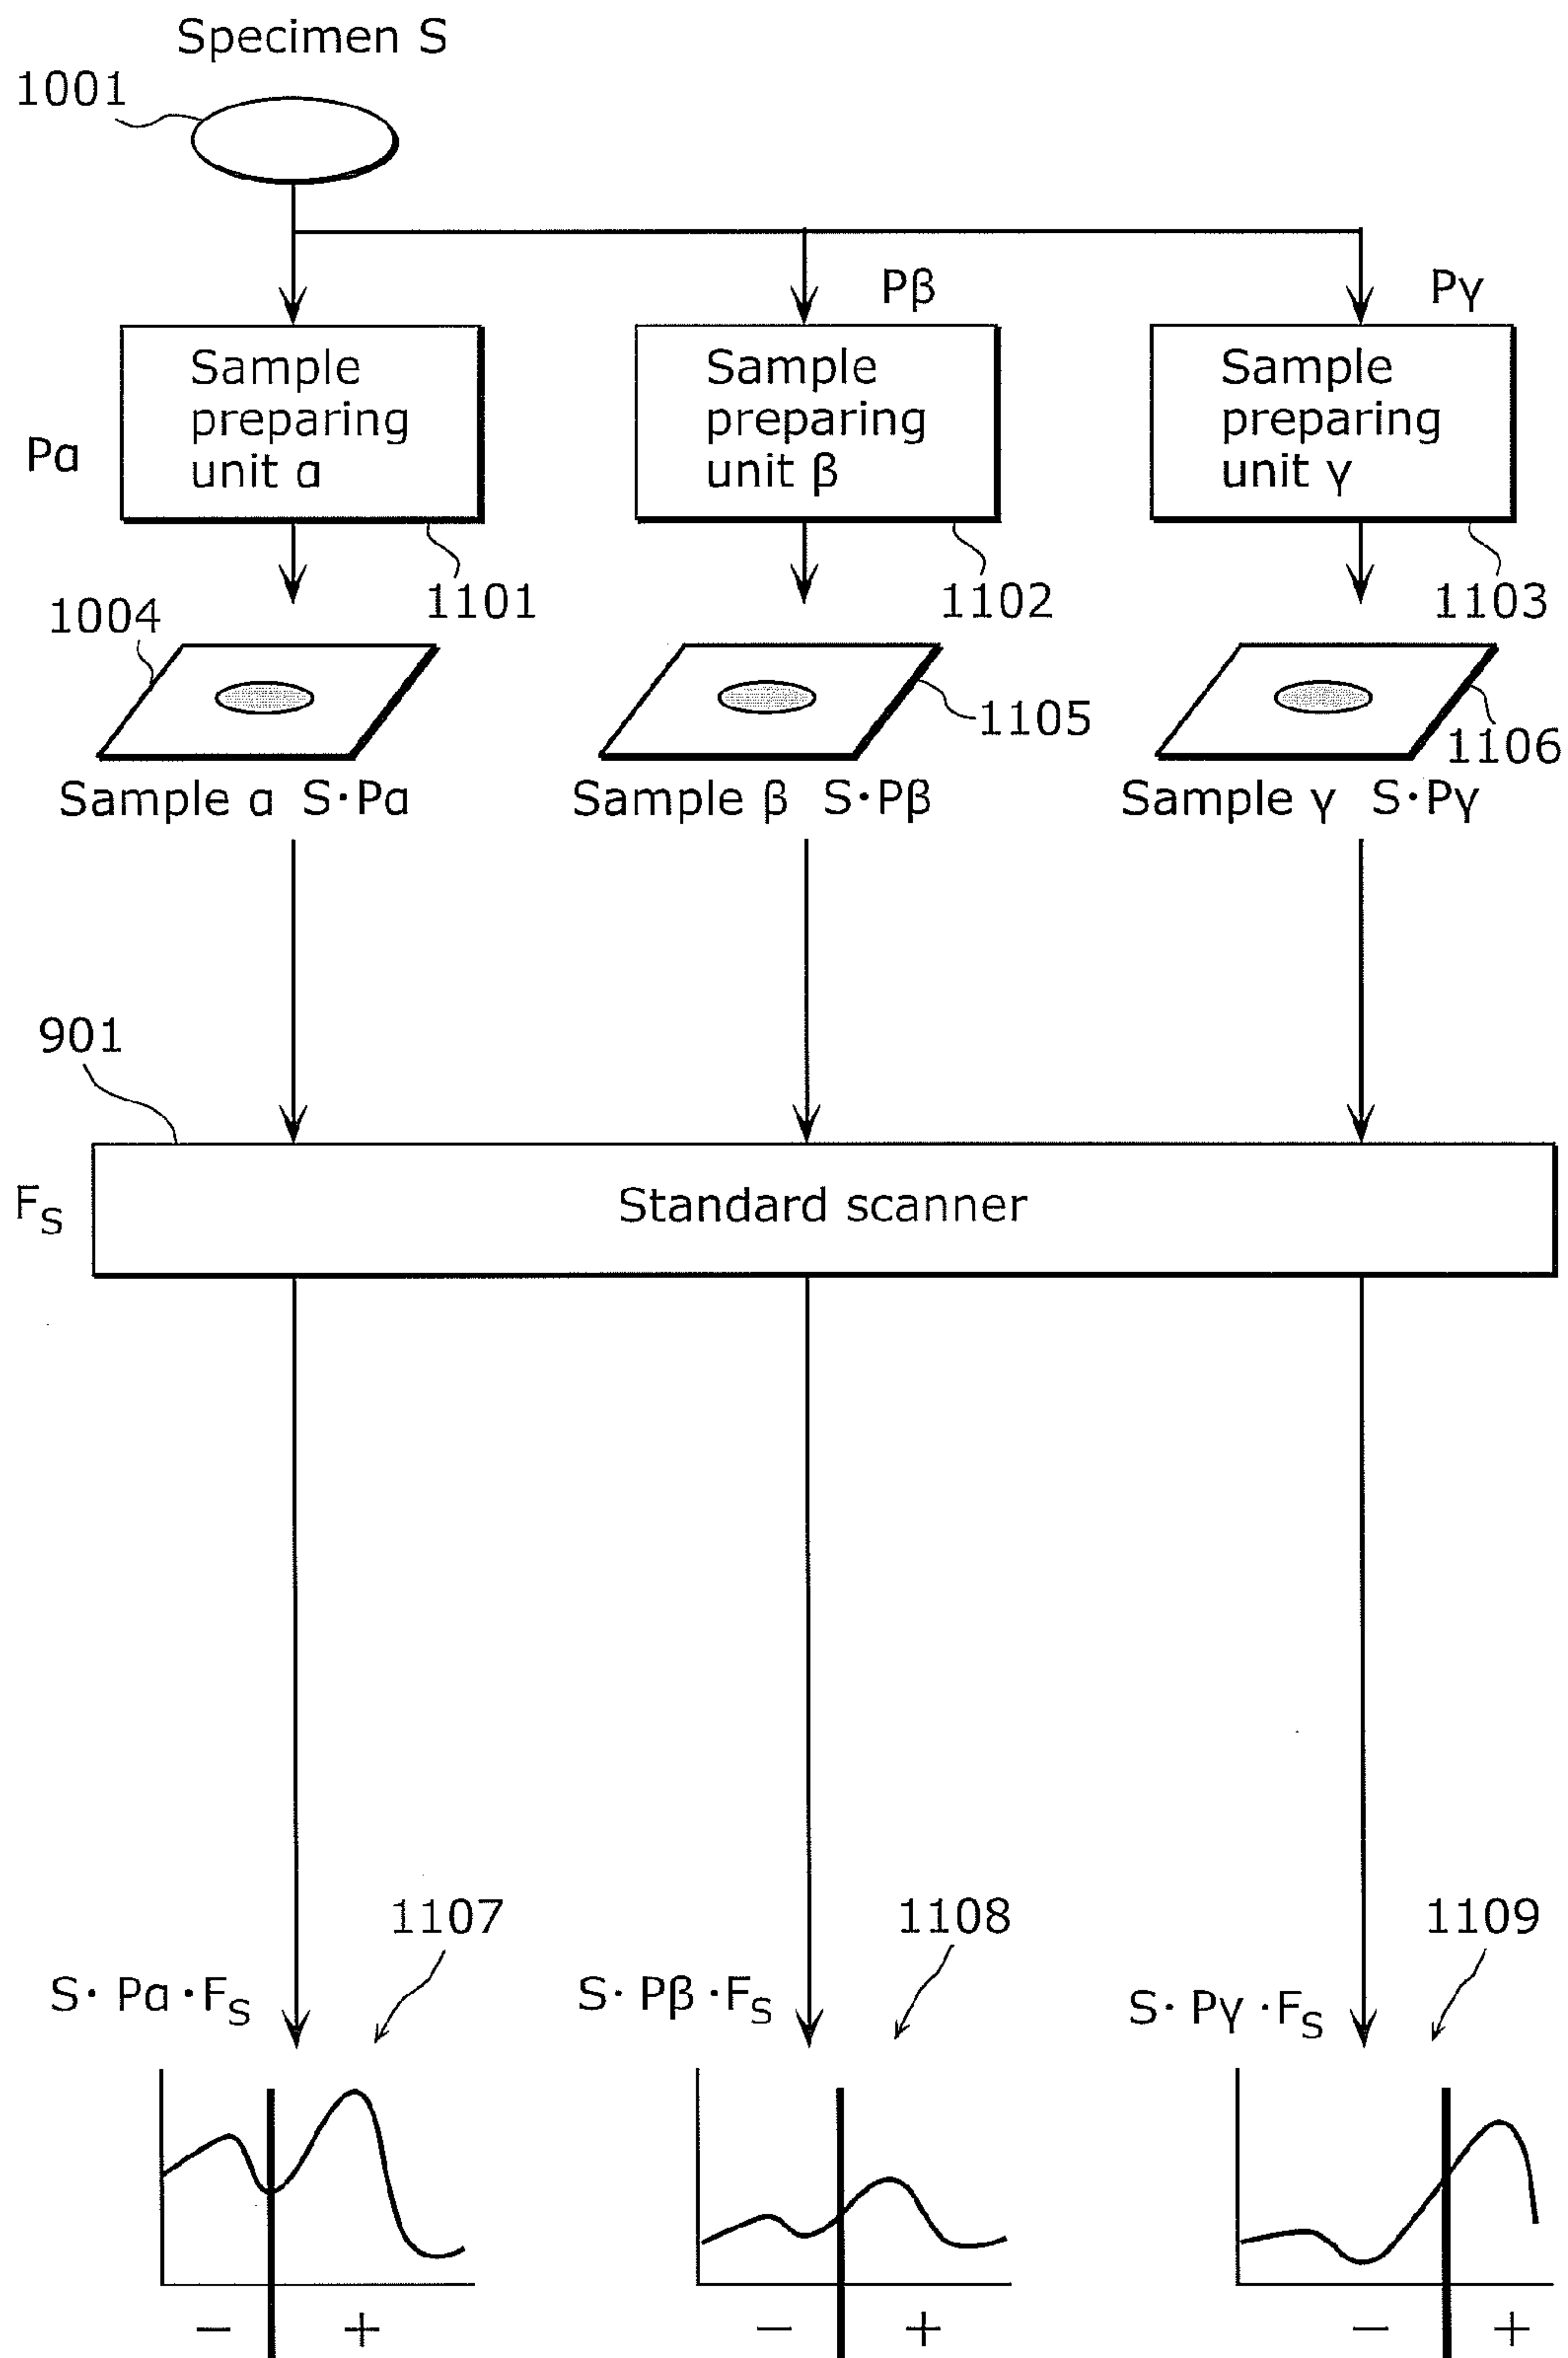 Specimen S
1001
Pβ
Pγ
Sample
preparing
unit α
Sample
preparing
unit β
Sample
preparing
unit γ
Pα
1101
1102
1103
1004
1105
1106
Sample α S·Pα
Sample β S·Pβ
Sample γ S·Pγ
901
FS
Standard scanner
1107
1108
1109
S· Pα ·FS
S· Pβ ·FS
S· Pγ ·FS
− +
− +
− +